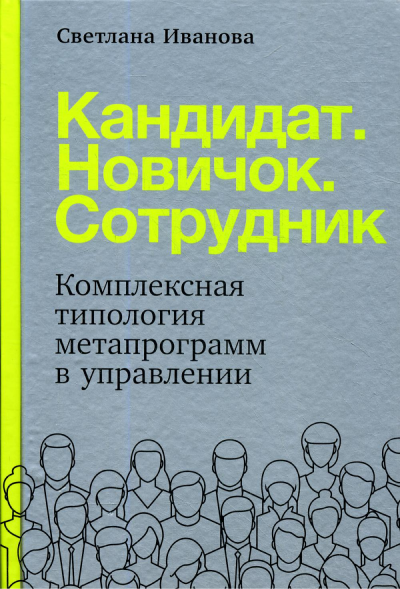 Светлана Иванова
Кандидат.
Новичок.
Сотрудник
Комплексная
типология
метапрограмм
в управлении